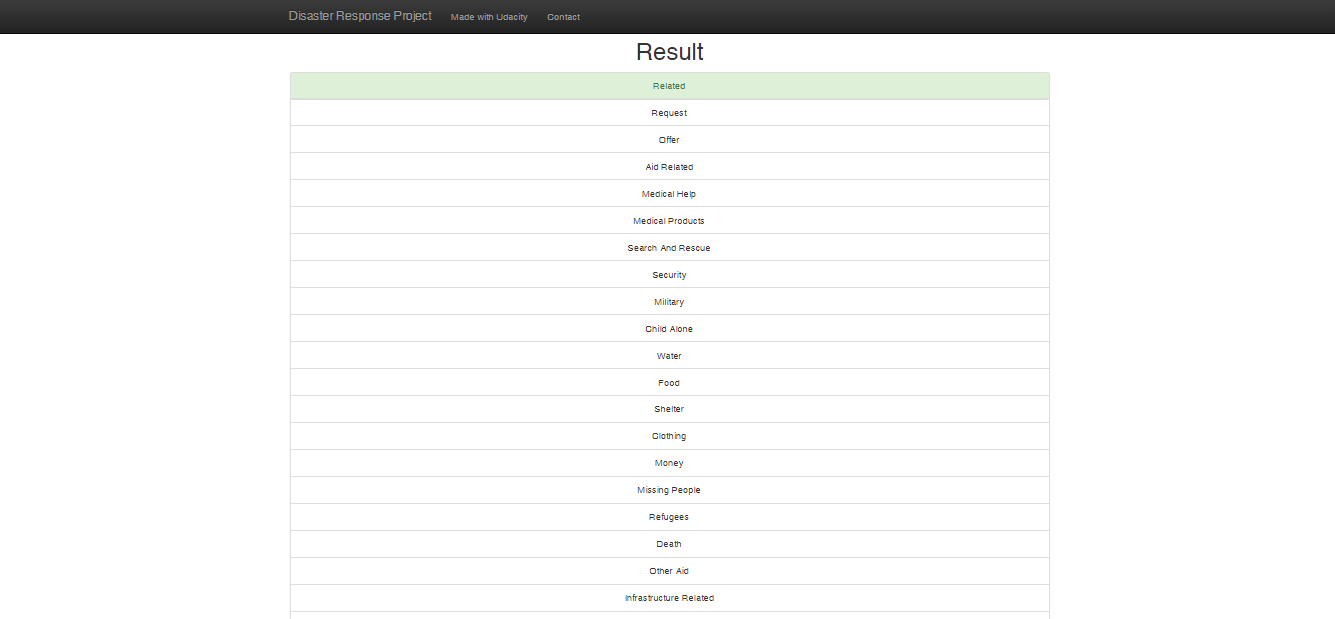 Disaster Response Project Made with Udacity Contact
Result
Related
Request
Offer
Aid Related
Medical Help
Medical Products
Search And Rescue
Security
Military
Child Alone
Water
Food
Shelter
Clothing
Money
Missing People
Refugees
Death
Other Aid
Infrastructure Related